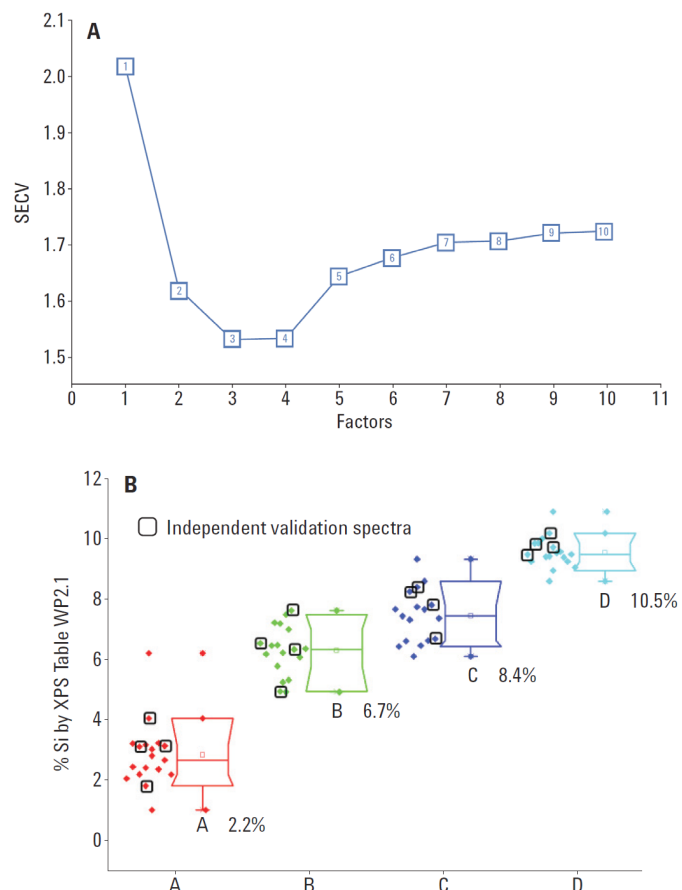 A
2.1
2.0
1.9
1.8
1.7
1.6
1.5
SECV
1
2
3
4
5
6
7
8
9
10
0 1 2 3 4 5 6 7 8 9 10 11
Factors
B
12
10
8
6
4
2
0
% Si by XPS Table WP2.1
Independent validation spectra
D 10.5%
C 8.4%
B 6.7%
A 2.2%
A B C D